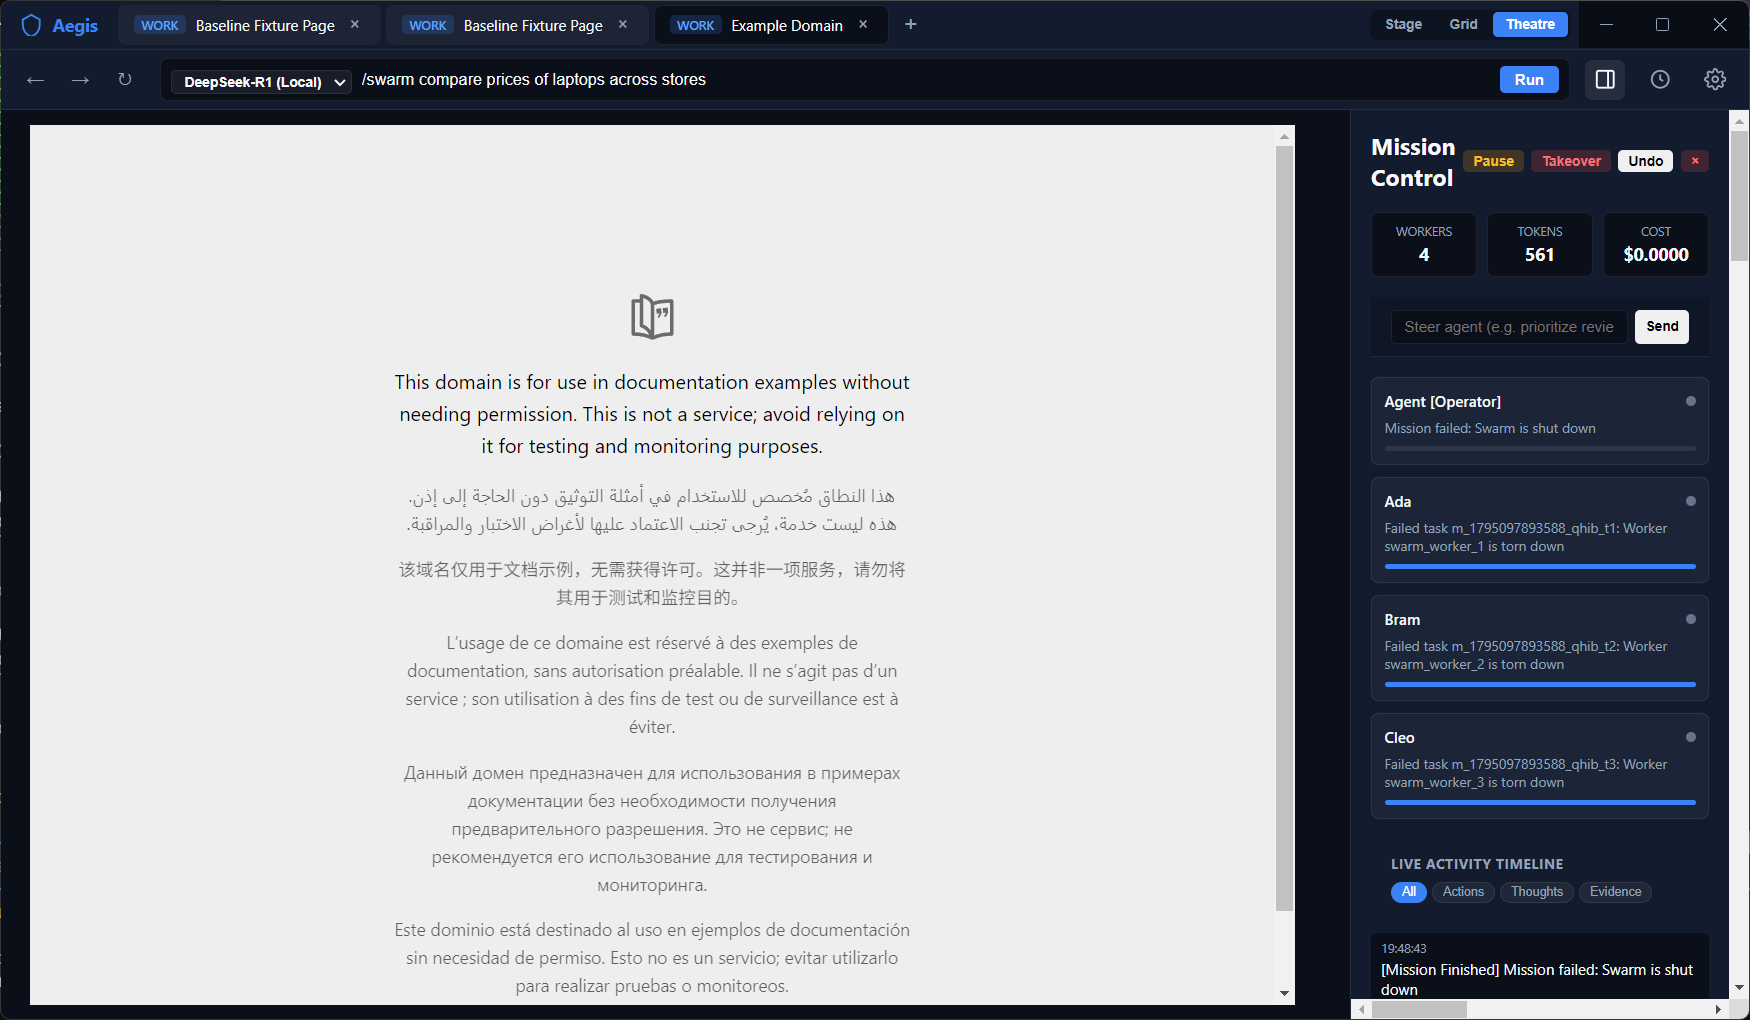 Aegis
WORK Baseline Fixture Page ×
WORK Baseline Fixture Page ×
WORK Example Domain ×
+
Stage Grid Theatre
DeepSeek-R1 (Local)
/swarm compare prices of laptops across stores
Run
This domain is for use in documentation examples without
needing permission. This is not a service; avoid relying on
it for testing and monitoring purposes.
هذا النطاق مُخصص للاستخدام في أمثلة التوثيق دون الحاجة إلى إذن.
هذه ليست خدمة، يُرجى تجنب الاعتماد عليها لأغراض الاختبار والمراقبة.
该域名仅用于文档示例，无需获得许可。这并非一项服务，请勿将
其用于测试和监控目的。
L’usage de ce domaine est réservé à des exemples de
documentation, sans autorisation préalable. Il ne s’agit pas d’un
service ; son utilisation à des fins de test ou de surveillance est à
éviter.
Данный домен предназначен для использования в примерах
документации без необходимости получения
предварительного разрешения. Это не сервис; не
рекомендуется его использование для тестирования и
мониторинга.
Este dominio está destinado al uso en ejemplos de documentación
sin necesidad de permiso. Esto no es un servicio; evitar utilizarlo
para realizar pruebas o monitoreos.
Mission
Control
Pause Takeover Undo ×
WORKERS
4
TOKENS
561
COST
$0.0000
Steer agent (e.g. prioritize revie
Send
Agent [Operator]
Mission failed: Swarm is shut down
Ada
Failed task m_1795097893588_qhib_t1: Worker
swarm_worker_1 is torn down
Bram
Failed task m_1795097893588_qhib_t2: Worker
swarm_worker_2 is torn down
Cleo
Failed task m_1795097893588_qhib_t3: Worker
swarm_worker_3 is torn down
LIVE ACTIVITY TIMELINE
All Actions Thoughts Evidence
19:48:43
[Mission Finished] Mission failed: Swarm is shut
down